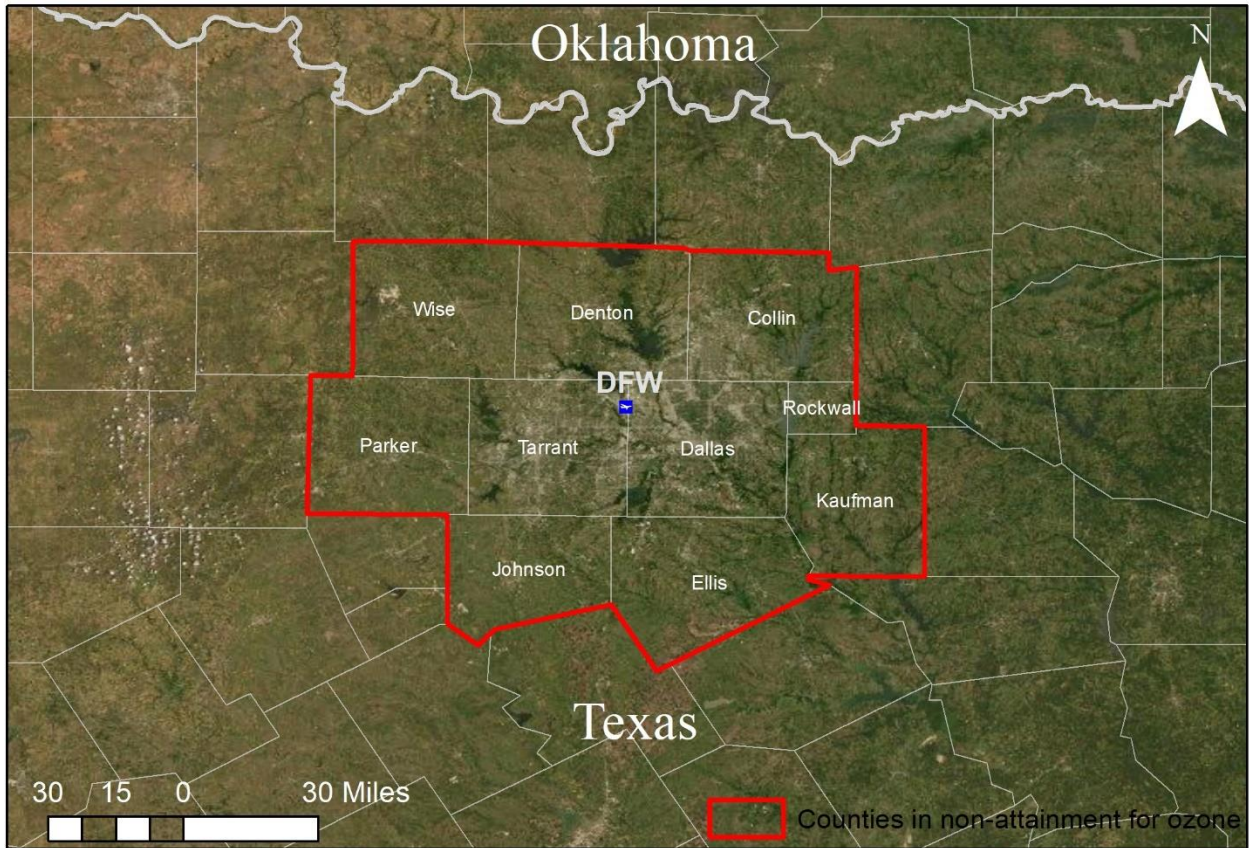 Oklahoma
N
Wise
Denton
Collin
DFW
Rockwall
Parker
Tarrant
Dallas
Kaufman
Johnson
Ellis
Texas
30 15 0 30 Miles
Counties in non-attainment for ozone